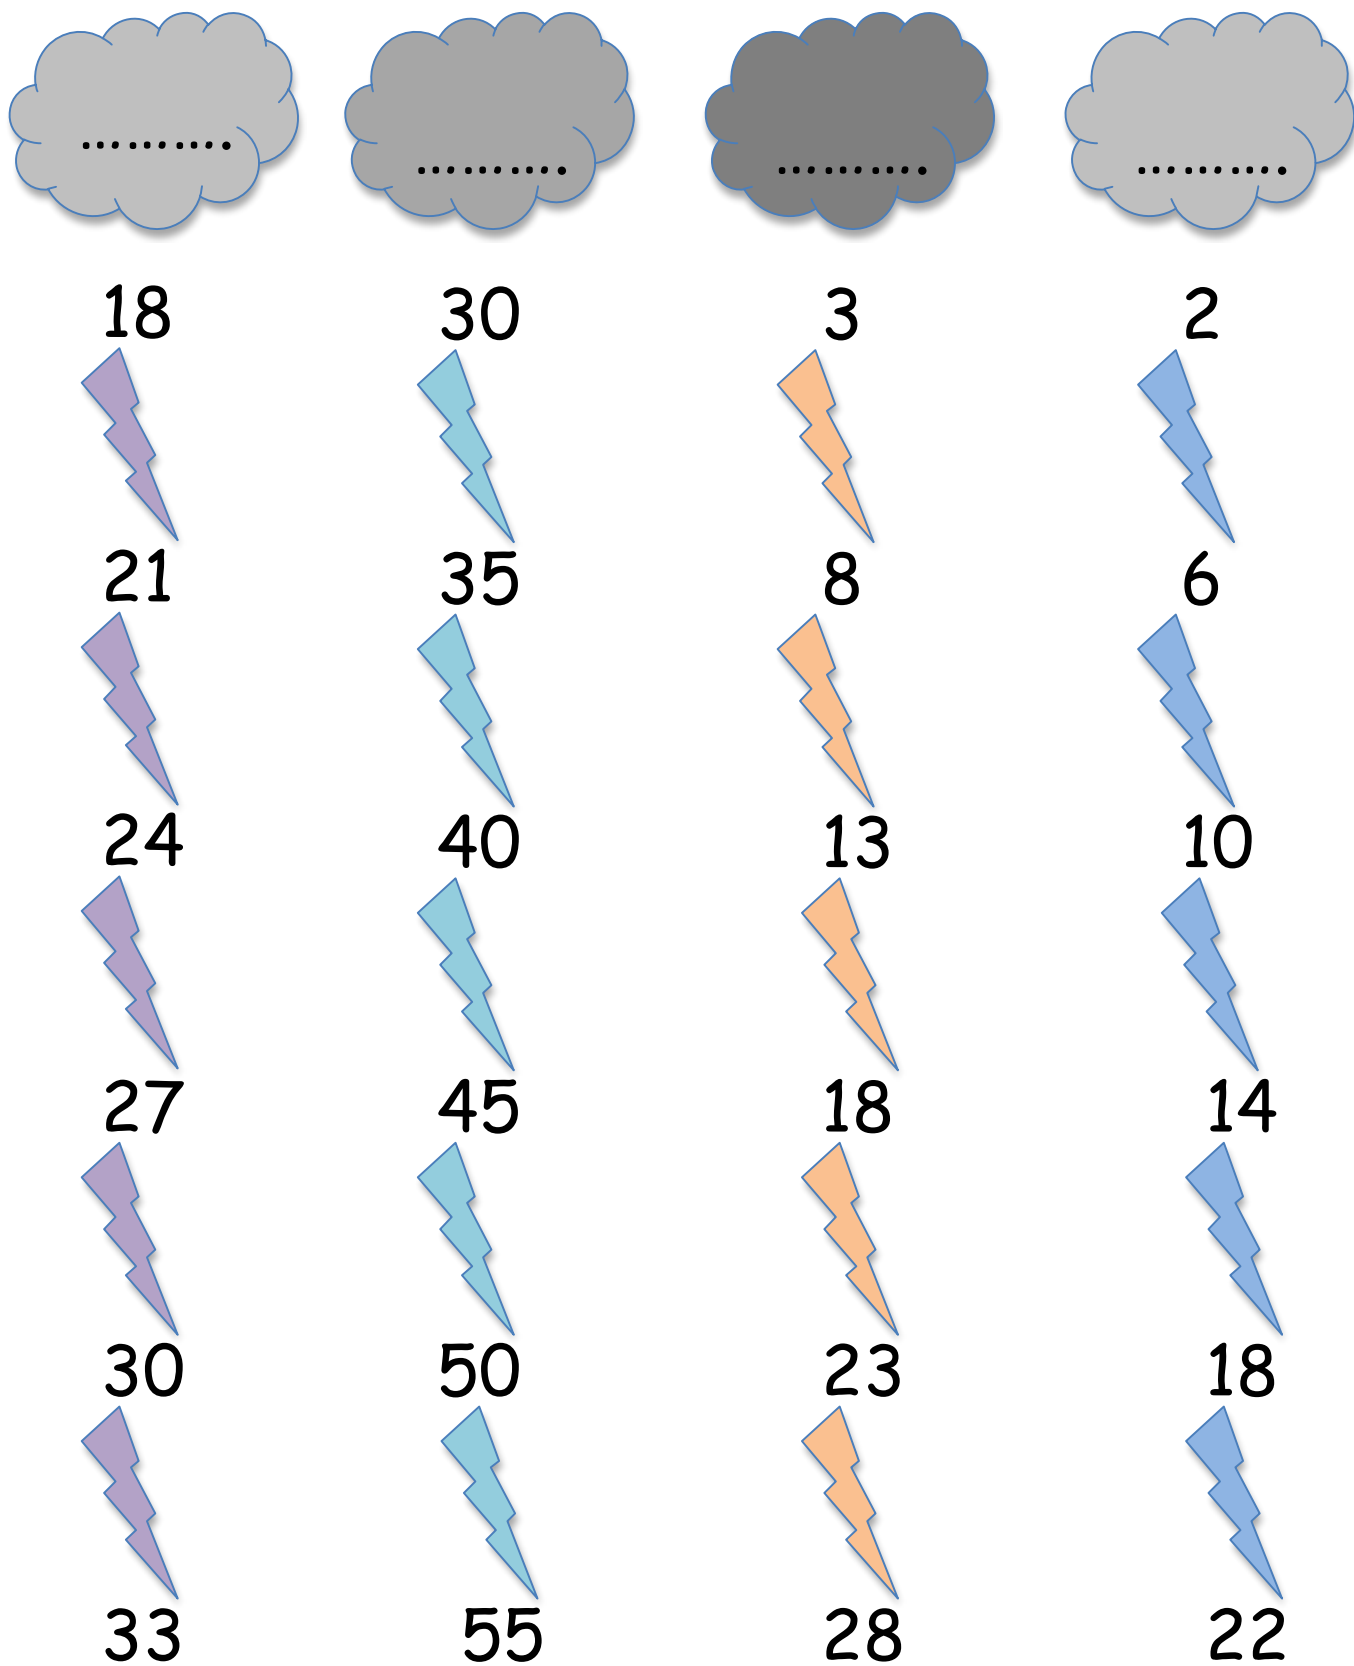 .......... .......... .......... ..........
18 30 3 2
21 35 8 6
24 40 13 10
27 45 18 14
30 50 23 18
33 55 28 22